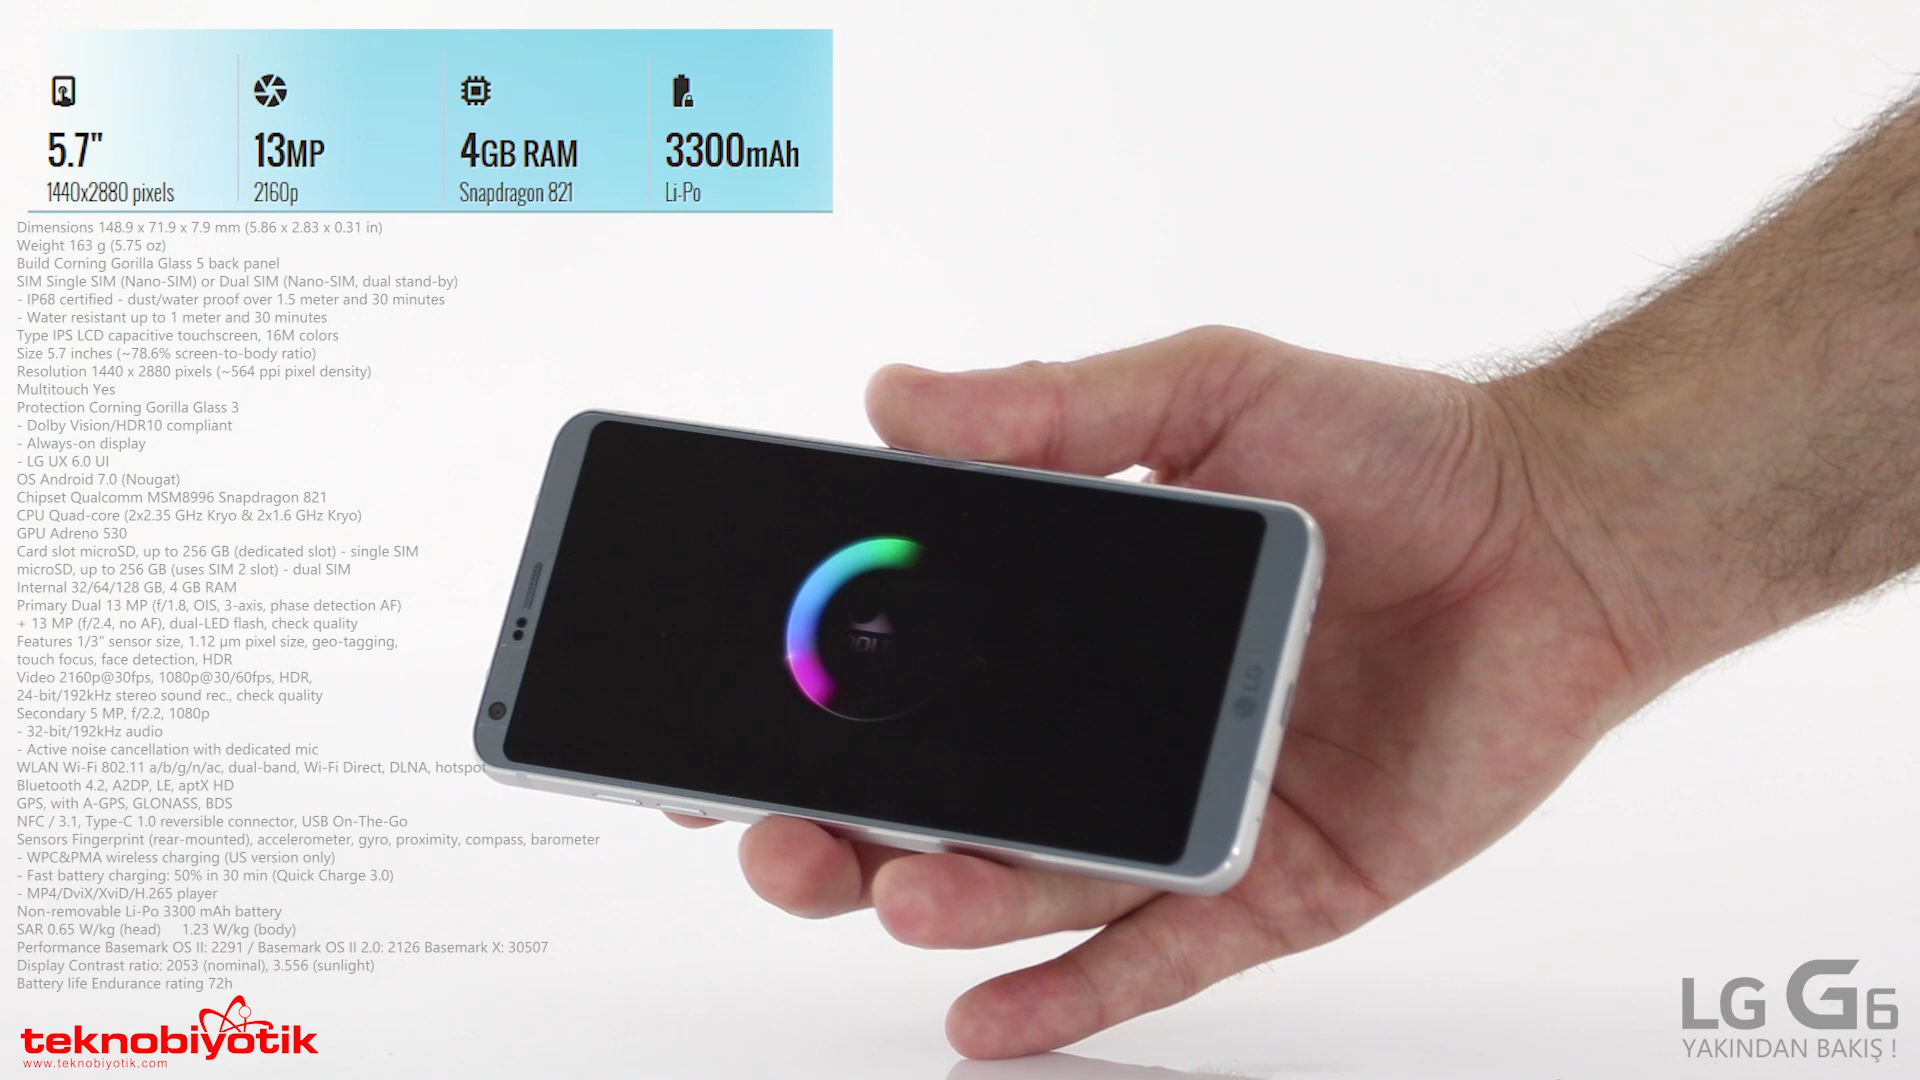 5.7"
1440x2880 pixels
13MP
2160p
4GB RAM
Snapdragon 821
3300mAh
Li-Po
Dimensions 148.9 x 71.9 x 7.9 mm (5.86 x 2.83 x 0.31 in)
Weight 163 g (5.75 oz)
Build Corning Gorilla Glass 5 back panel
SIM Single SIM (Nano-SIM) or Dual SIM (Nano-SIM, dual stand-by)
- IP68 certified - dust/water proof over 1.5 meter and 30 minutes
- Water resistant up to 1 meter and 30 minutes
Type IPS LCD capacitive touchscreen, 16M colors
Size 5.7 inches (~78.6% screen-to-body ratio)
Resolution 1440 x 2880 pixels (~564 ppi pixel density)
Multitouch Yes
Protection Corning Gorilla Glass 3
- Dolby Vision/HDR10 compliant
- Always-on display
- LG UX 6.0 UI
OS Android 7.0 (Nougat)
Chipset Qualcomm MSM8996 Snapdragon 821
CPU Quad-core (2x2.35 GHz Kryo & 2x1.6 GHz Kryo)
GPU Adreno 530
Card slot microSD, up to 256 GB (dedicated slot) - single SIM
microSD, up to 256 GB (uses SIM 2 slot) - dual SIM
Internal 32/64/128 GB, 4 GB RAM
Primary Dual 13 MP (f/1.8, OIS, 3-axis, phase detection AF)
+ 13 MP (f/2.4, no AF), dual-LED flash, check quality
Features 1/3" sensor size, 1.12 µm pixel size, geo-tagging,
touch focus, face detection, HDR
Video 2160p@30fps, 1080p@30/60fps, HDR,
24-bit/192kHz stereo sound rec., check quality
Secondary 5 MP, f/2.2, 1080p
- 32-bit/192kHz audio
- Active noise cancellation with dedicated mic
WLAN Wi-Fi 802.11 a/b/g/n/ac, dual-band, Wi-Fi Direct, DLNA, hotspot
Bluetooth 4.2, A2DP, LE, aptX HD
GPS, with A-GPS, GLONASS, BDS
NFC / 3.1, Type-C 1.0 reversible connector, USB On-The-Go
Sensors Fingerprint (rear-mounted), accelerometer, gyro, proximity, compass, barometer
- WPC&PMA wireless charging (US version only)
- Fast battery charging: 50% in 30 min (Quick Charge 3.0)
- MP4/DviX/XviD/H.265 player
Non-removable Li-Po 3300 mAh battery
SAR 0.65 W/kg (head) 1.23 W/kg (body)
Performance Basemark OS II: 2291 / Basemark OS II 2.0: 2126 Basemark X: 30507
Display Contrast ratio: 2053 (nominal), 3.556 (sunlight)
Battery life Endurance rating 72h
teknobiyotik
www.teknobiyotik.com
LG
LG G6
YAKINDAN BAKIŞ !